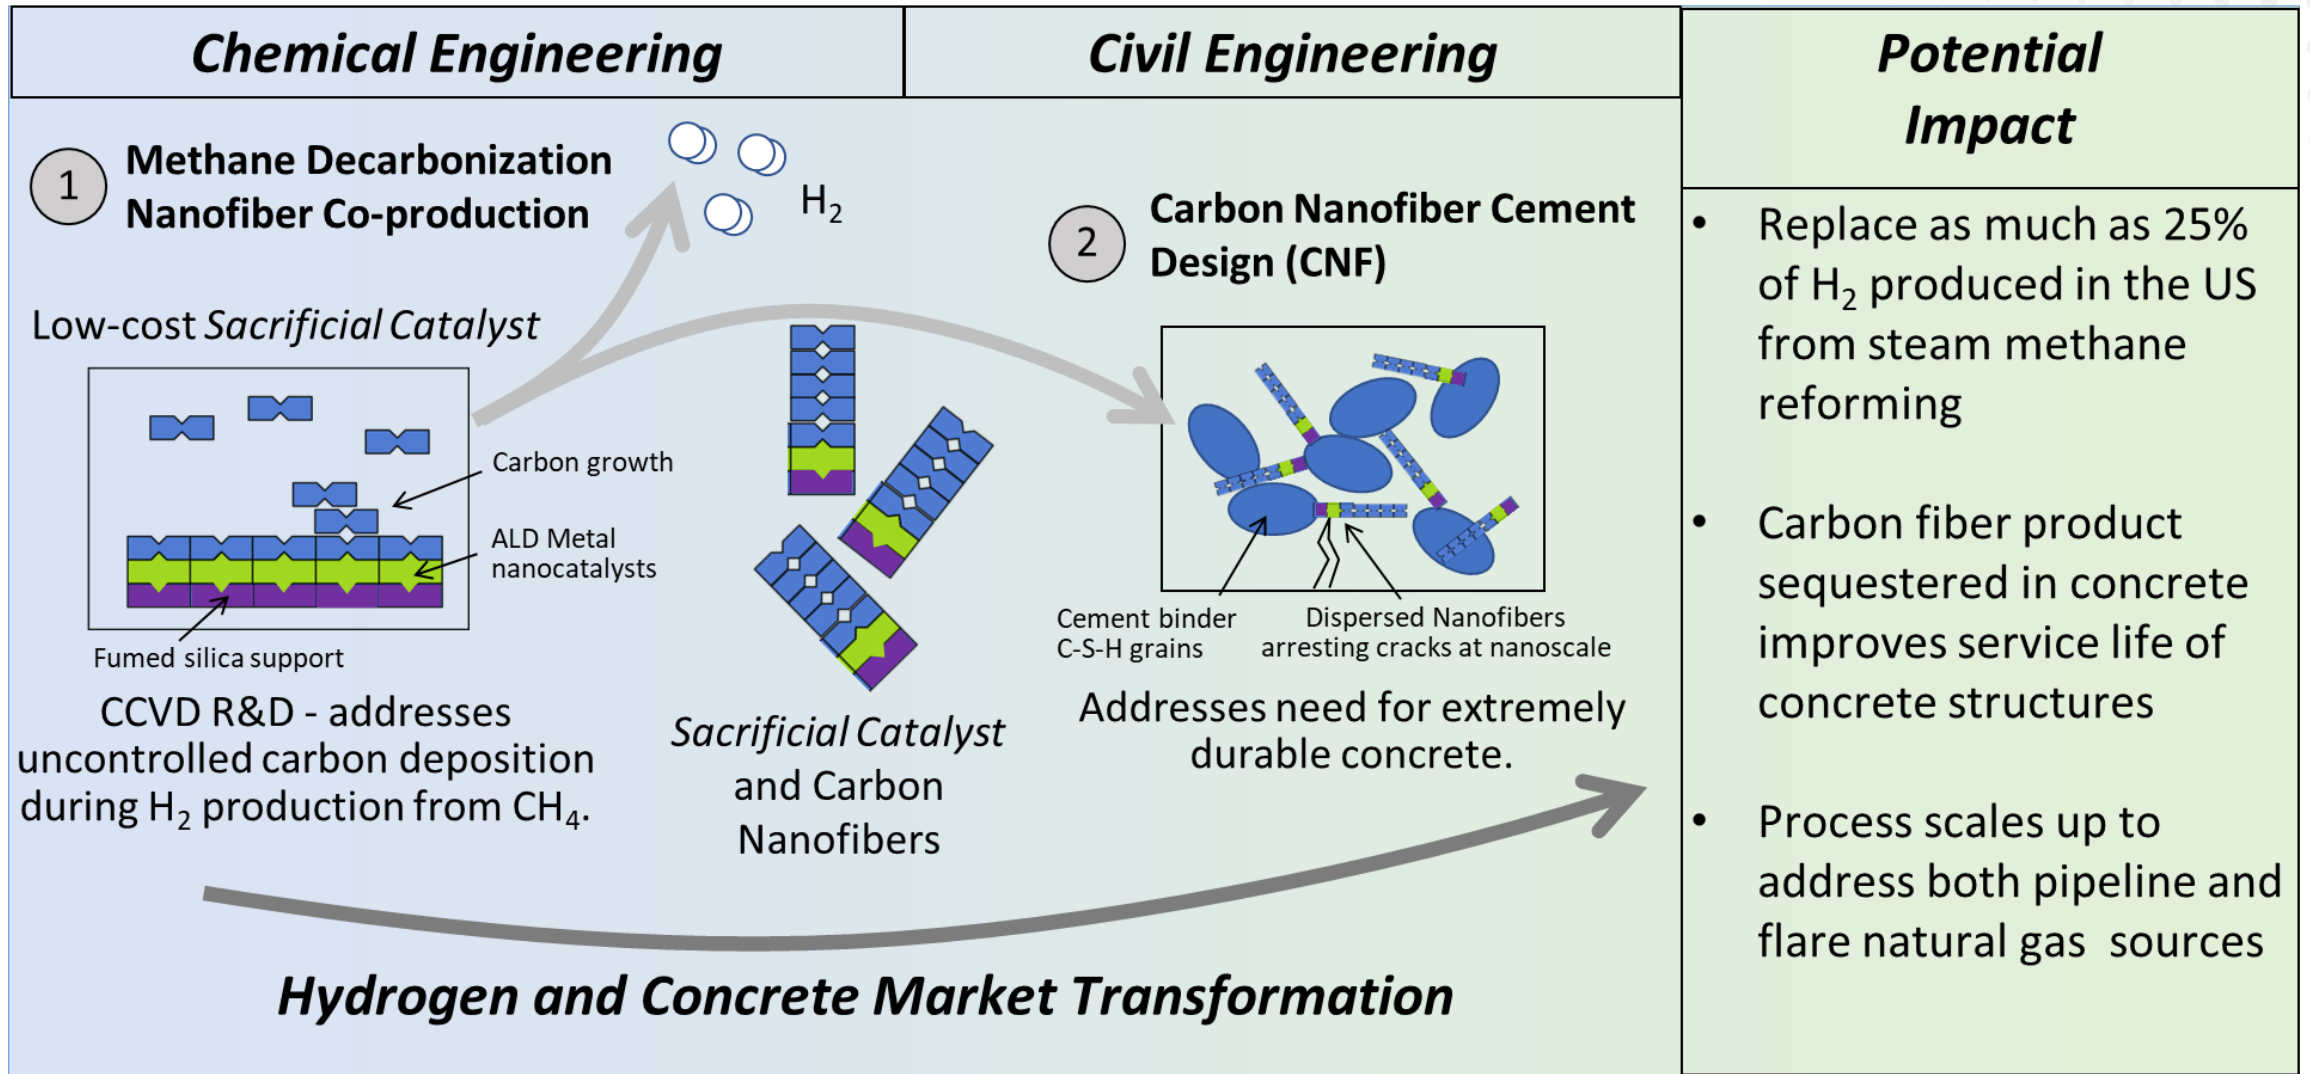 Chemical Engineering
Civil Engineering
Potential
Impact
1
Methane Decarbonization
Nanofiber Co-production
H₂
Low-cost Sacrificial Catalyst
Carbon growth
ALD Metal
nanocatalysts
Fumed silica support
CCVD R&D - addresses
uncontrolled carbon deposition
during H₂ production from CH₄.
Sacrificial Catalyst
and Carbon
Nanofibers
2
Carbon Nanofiber Cement
Design (CNF)
Cement binder
C-S-H grains
Dispersed Nanofibers
arresting cracks at nanoscale
Addresses need for extremely
durable concrete.
Hydrogen and Concrete Market Transformation
• Replace as much as 25%
of H₂ produced in the US
from steam methane
reforming
• Carbon fiber product
sequestered in concrete
improves service life of
concrete structures
• Process scales up to
address both pipeline and
flare natural gas sources